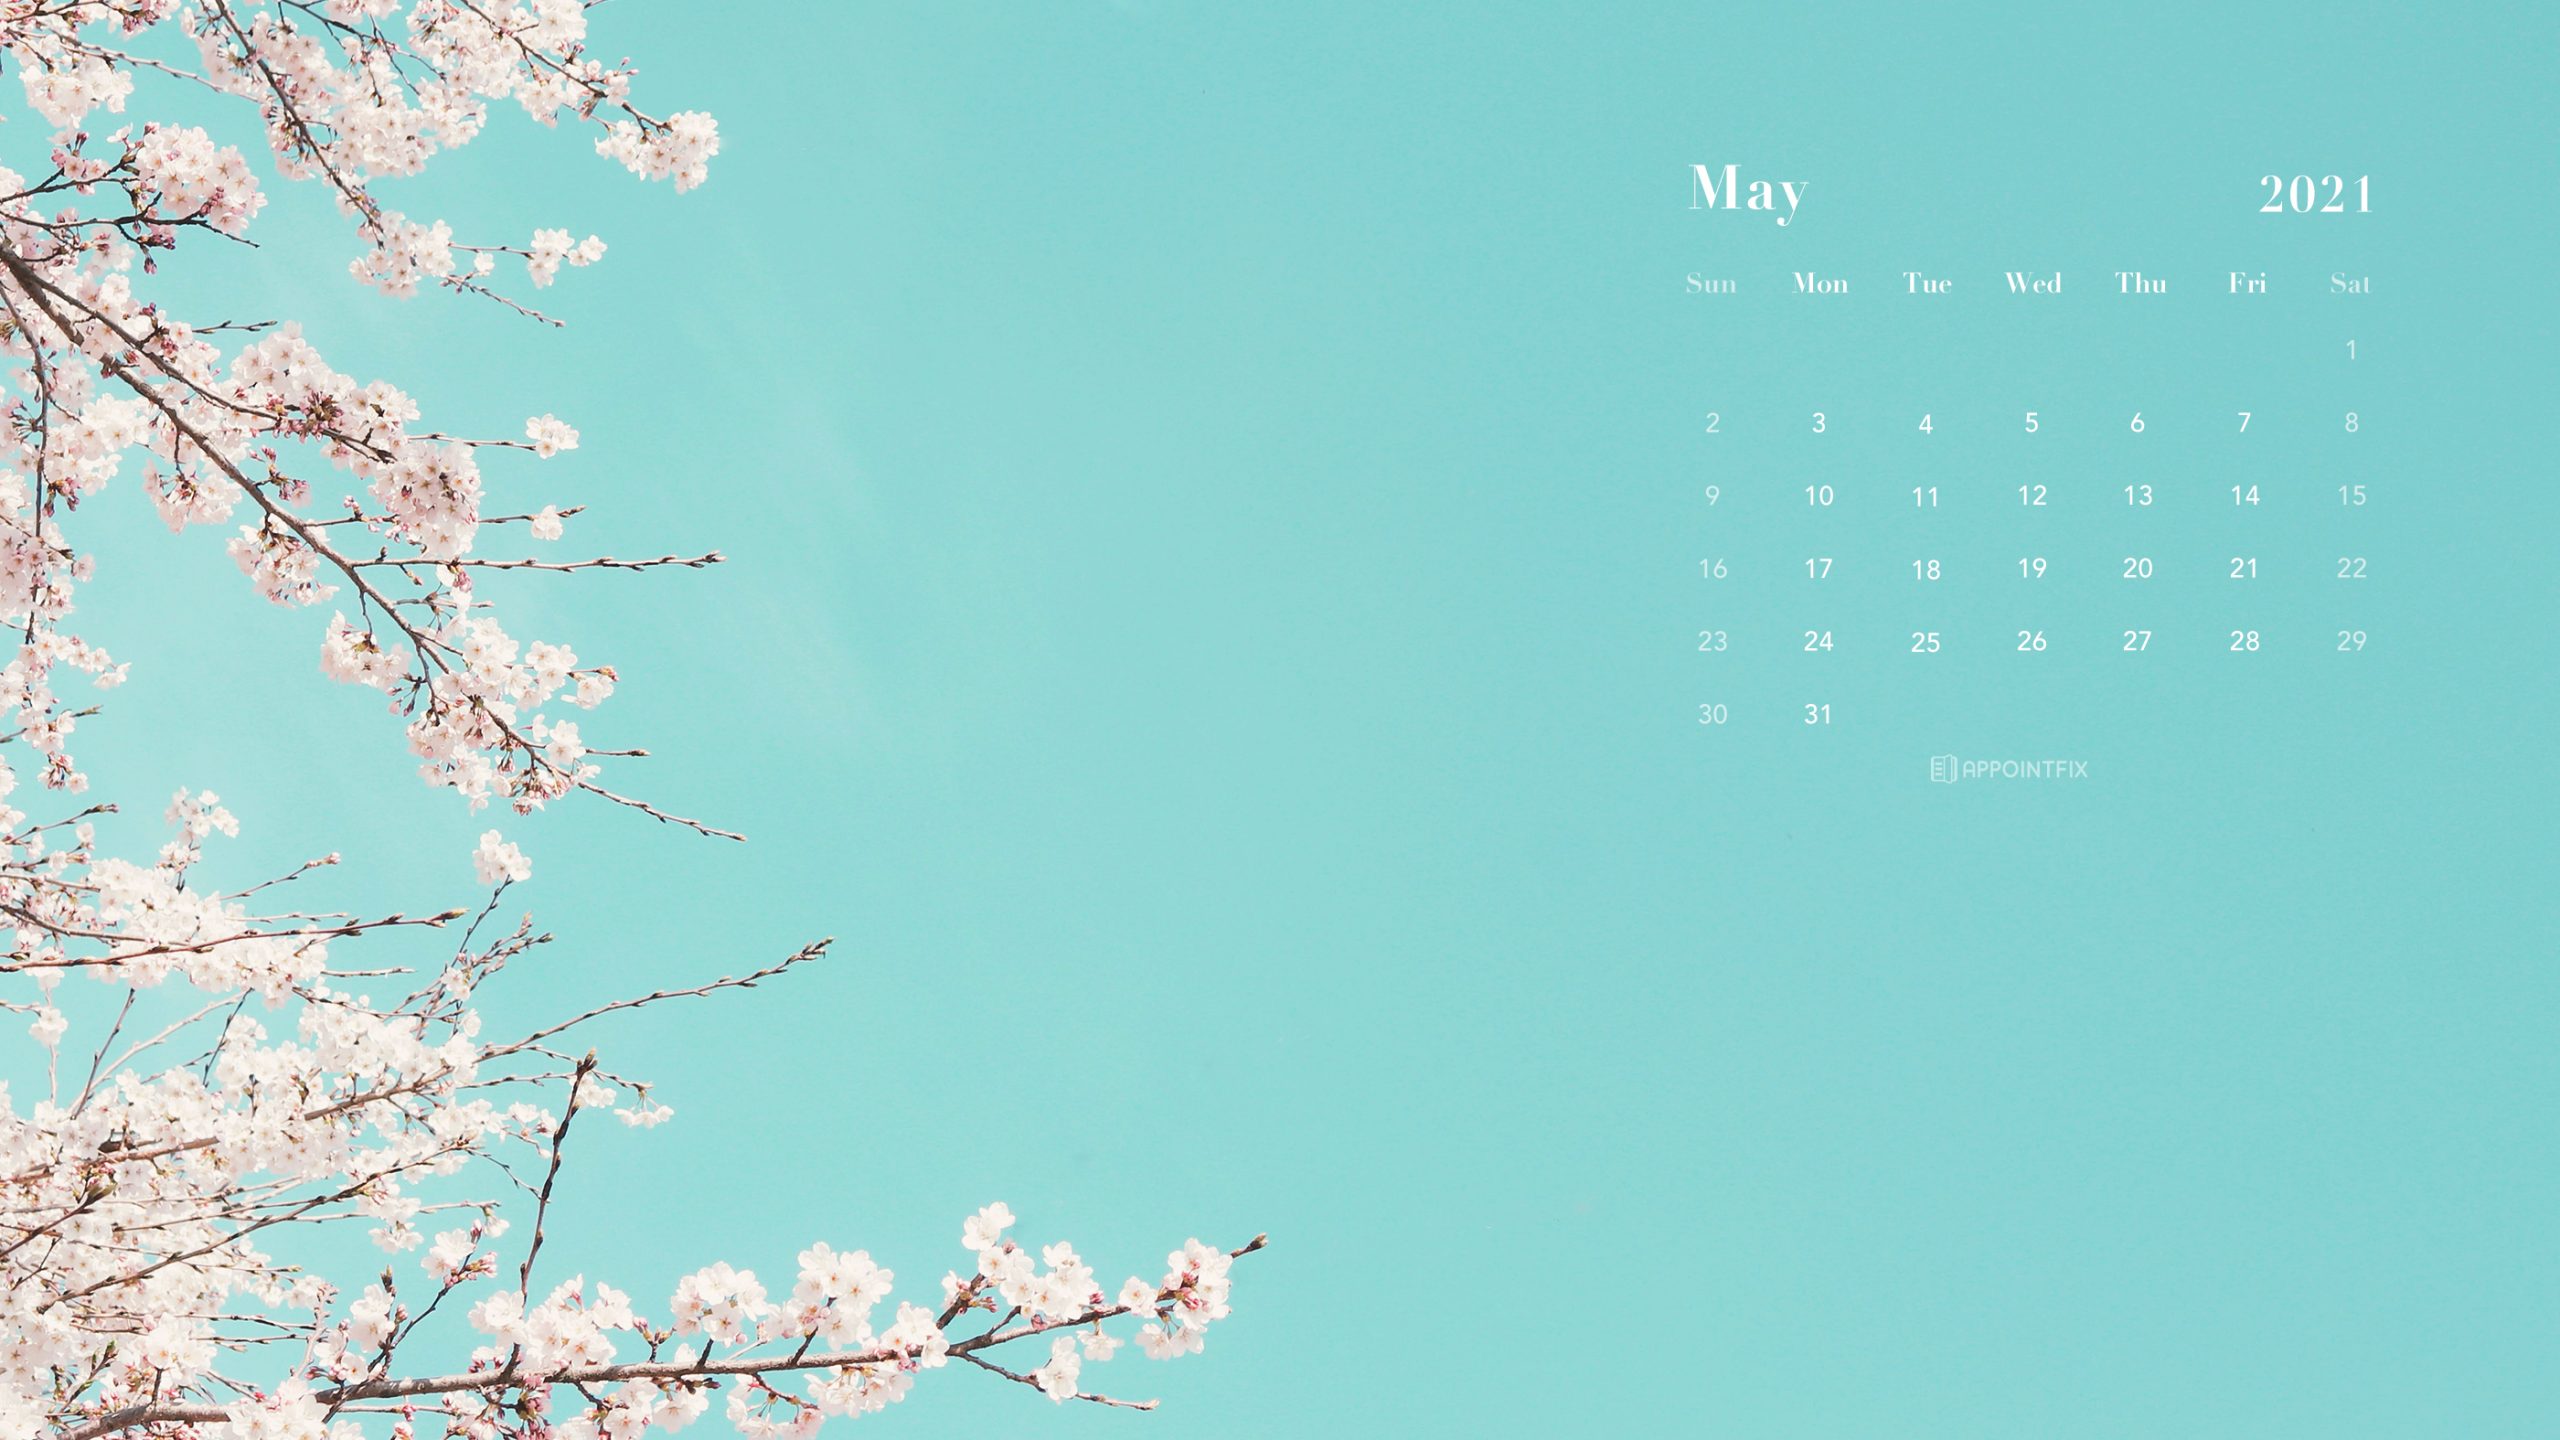 May 2021
Sun Mon Tue Wed Thu Fri Sat
1
2 3 4 5 6 7 8
9 10 11 12 13 14 15
16 17 18 19 20 21 22
23 24 25 26 27 28 29
30 31
APPOINTFIX